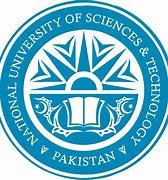 NATIONAL UNIVERSITY OF SCIENCES & TECHNOLOGY
PAKISTAN